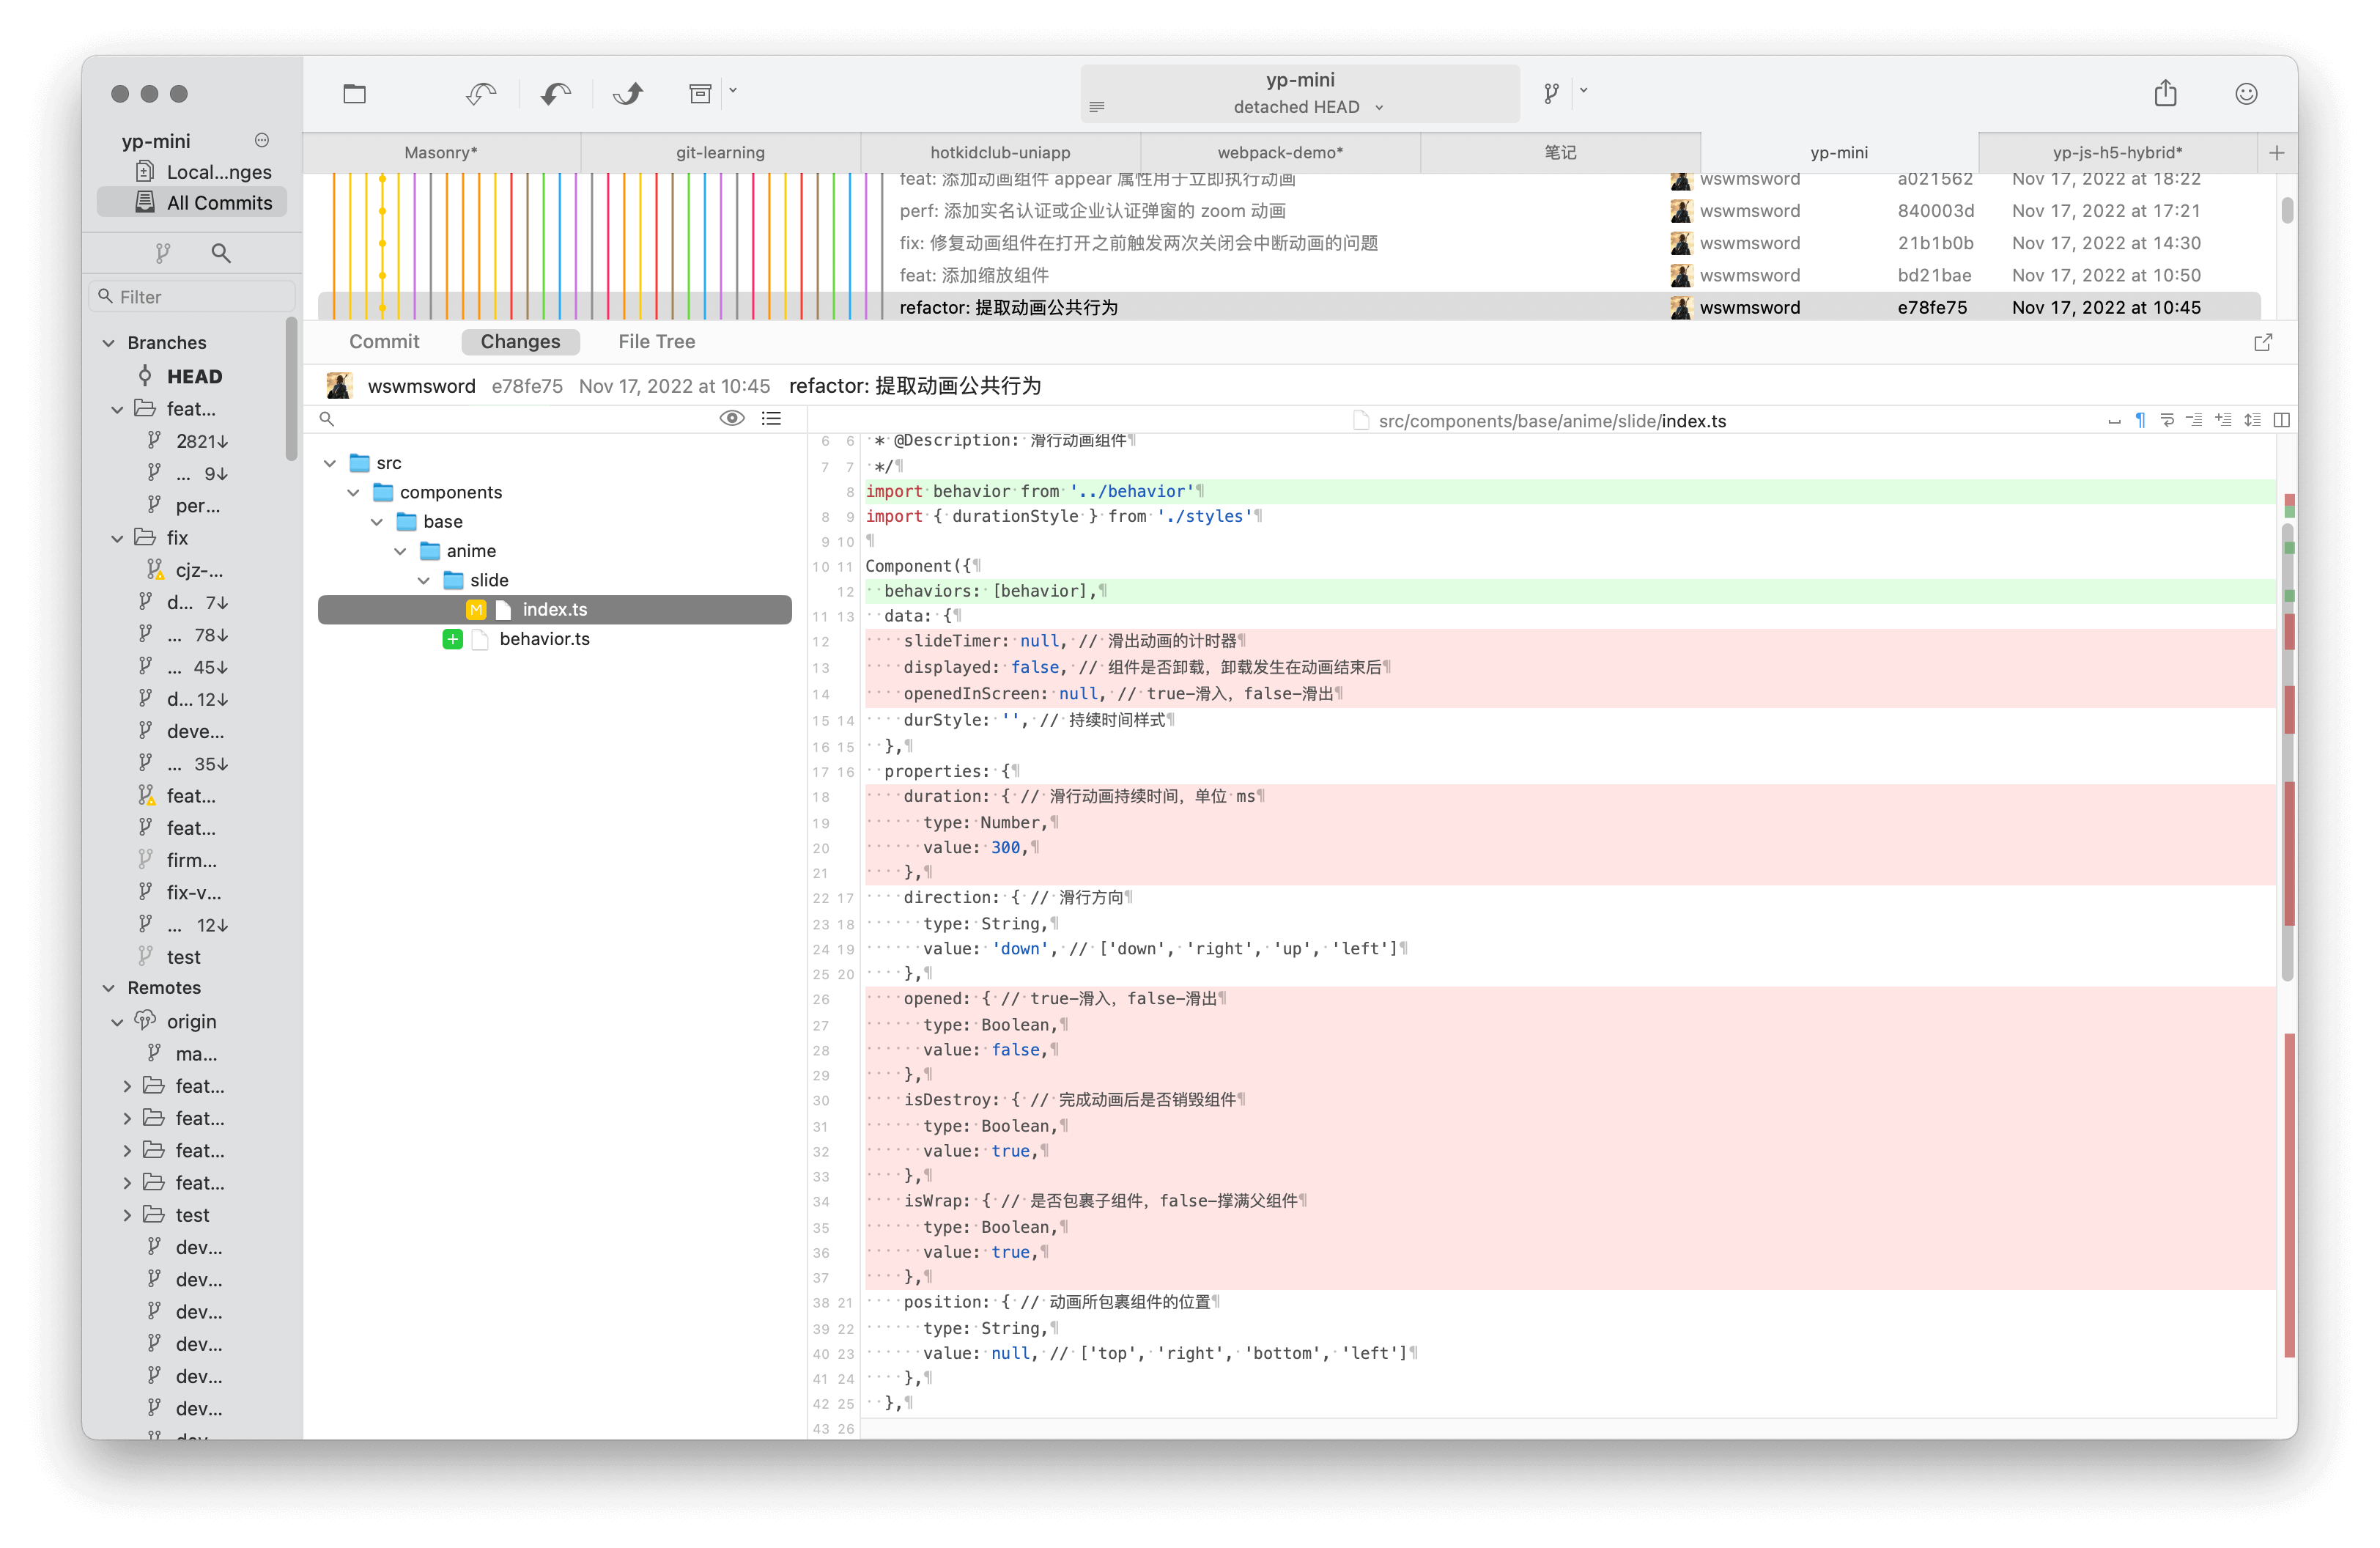 yp-mini
detached HEAD
yp-mini
Local...nges
All Commits
Filter
Branches
HEAD
feat...
2821↓
... 9↓
per...
fix
cjz-...
d... 7↓
... 78↓
... 45↓
d... 12↓
deve...
... 35↓
feat...
feat...
firm...
fix-v...
... 12↓
test
Remotes
origin
ma...
feat...
feat...
feat...
feat...
test
dev...
dev...
dev...
dev...
dev...
dev...
Masonry* git-learning hotkidclub-uniapp webpack-demo* 笔记 yp-mini yp-js-h5-hybrid*
feat: 添加动画组件 appear 属性用于立即执行动画 wswmsword a021562 Nov 17, 2022 at 18:22
perf: 添加实名认证或企业认证弹窗的 zoom 动画 wswmsword 840003d Nov 17, 2022 at 17:21
fix: 修复动画组件在打开之前触发两次关闭会中断动画的问题 wswmsword 21b1b0b Nov 17, 2022 at 14:30
feat: 添加缩放组件 wswmsword bd21bae Nov 17, 2022 at 10:50
refactor: 提取动画公共行为 wswmsword e78fe75 Nov 17, 2022 at 10:45
Commit Changes File Tree
wswmsword e78fe75 Nov 17, 2022 at 10:45 refactor: 提取动画公共行为
src
components
base
anime
slide
M index.ts
+ behavior.ts
src/components/base/anime/slide/index.ts
6 6 * @Description: 滑行动画组件¶
7 7 */¶
8 import behavior from '../behavior'¶
8 9 import { durationStyle } from './styles'¶
9 10 ¶
10 11 Component({¶
12 behaviors: [behavior],¶
11 13 data: {¶
12 slideTimer: null, // 滑出动画的计时器¶
13 displayed: false, // 组件是否卸载，卸载发生在动画结束后¶
14 openedInScreen: null, // true-滑入，false-滑出¶
15 14 durStyle: '', // 持续时间样式¶
16 15 },¶
17 16 properties: {¶
18 duration: { // 滑行动画持续时间，单位 ms¶
19 type: Number,¶
20 value: 300,¶
21 },¶
22 17 direction: { // 滑行方向¶
23 18 type: String,¶
24 19 value: 'down', // ['down', 'right', 'up', 'left']¶
25 20 },¶
26 opened: { // true-滑入，false-滑出¶
27 type: Boolean,¶
28 value: false,¶
29 },¶
30 isDestroy: { // 完成动画后是否销毁组件¶
31 type: Boolean,¶
32 value: true,¶
33 },¶
34 isWrap: { // 是否包裹子组件，false-撑满父组件¶
35 type: Boolean,¶
36 value: true,¶
37 },¶
38 21 position: { // 动画所包裹组件的位置¶
39 22 type: String,¶
40 23 value: null, // ['top', 'right', 'bottom', 'left']¶
41 24 },¶
42 25 },¶
43 26